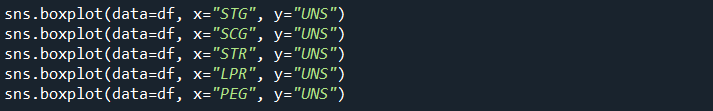 sns.boxplot(data=df, x="STG", y="UNS")
sns.boxplot(data=df, x="SCG", y="UNS")
sns.boxplot(data=df, x="STR", y="UNS")
sns.boxplot(data=df, x="LPR", y="UNS")
sns.boxplot(data=df, x="PEG", y="UNS")